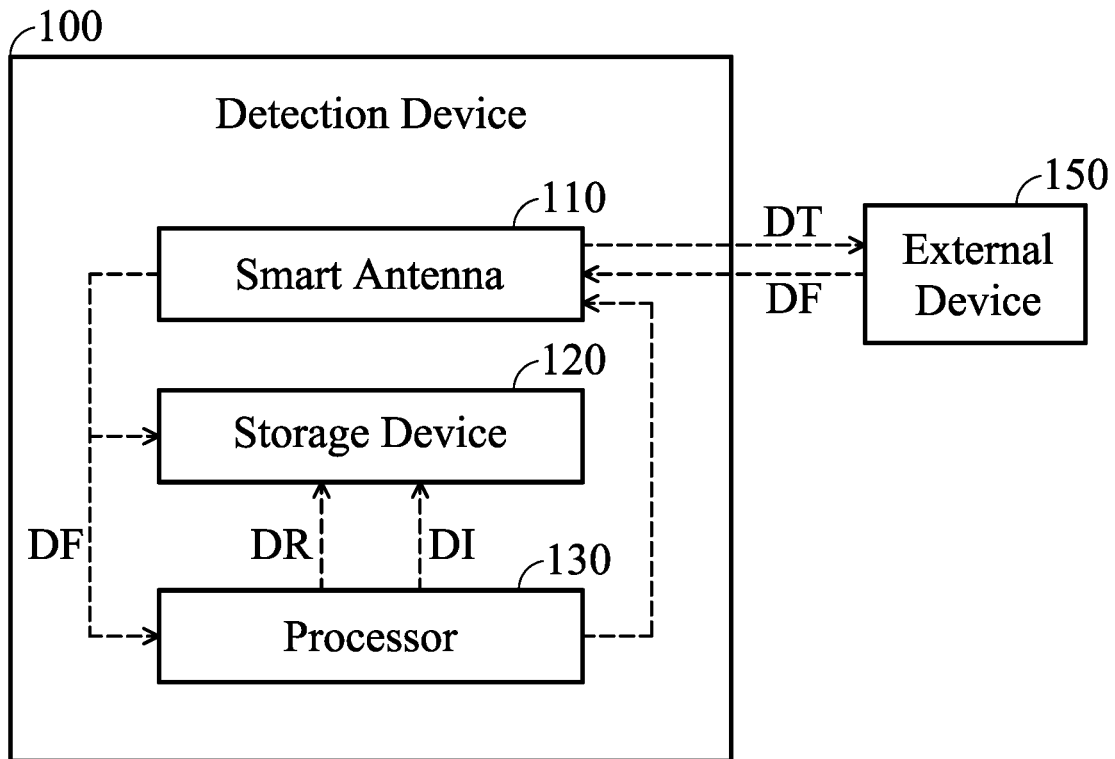 100
Detection Device
110
150
Smart Antenna
DT
DF
External
Device
120
Storage Device
DF
DR
DI
130
Processor